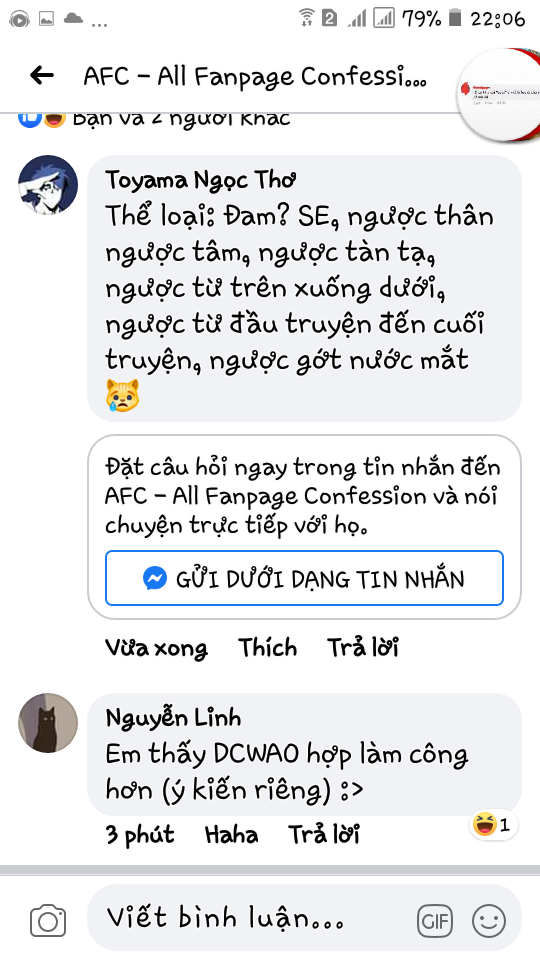 79% 22:06
AFC – All Fanpage Confessi...
Bạn và 2 người khác
Toyama Ngọc Thơ
Thể loại: Đam? SE, ngược thân
ngược tâm, ngược tàn tạ,
ngược từ trên xuống dưới,
ngược từ đầu truyện đến cuối
truyện, ngược gớt nước mắt
Đặt câu hỏi ngay trong tin nhắn đến
AFC – All Fanpage Confession và nói
chuyện trực tiếp với họ.
GỬI DƯỚI DẠNG TIN NHẮN
Vừa xong Thích Trả lời
Nguyễn Linh
Em thấy DCWAO hợp làm công
hơn (ý kiến riêng) :>
1
3 phút Haha Trả lời
Viết bình luận... GIF